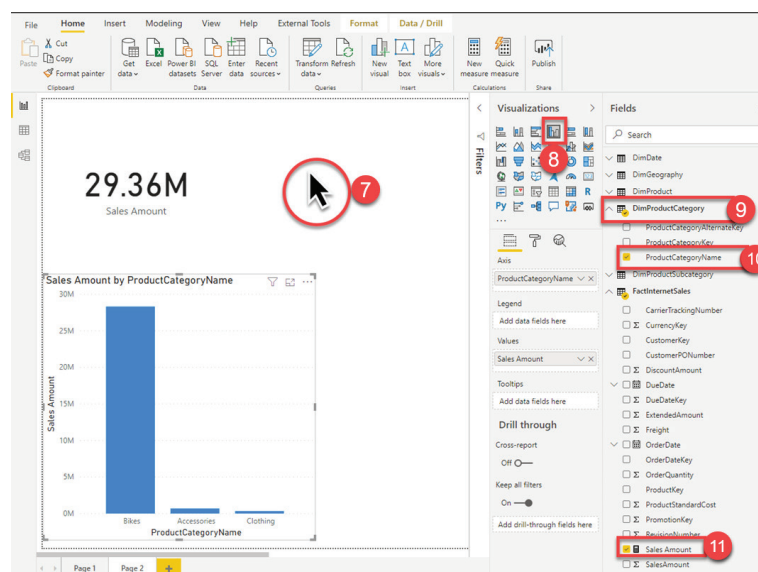 File Home Insert Modeling View Help External Tools Format Data / Drill
Paste
Cut
Copy
Format painter
Get data
Excel
Power BI datasets
SQL Server
Enter data
Recent sources
Transform data
Refresh
New visual
Text box
More visuals
New measure
Quick measure
Publish
Clipboard Data Queries Insert Calculations Share
29.36M
Sales Amount
7
Sales Amount by ProductCategoryName
30M
25M
20M
15M
10M
5M
0M
Sales Amount
Bikes Accessories Clothing
ProductCategoryName
Page 1 Page 2 +
Filters
Visualizations
8
R
Py
...
Axis
ProductCategoryName
Legend
Add data fields here
Values
Sales Amount
Tooltips
Add data fields here
Drill through
Cross-report
Off
Keep all filters
On
Add drill-through fields here
Fields
Search
DimDate
DimGeography
DimProduct
DimProductCategory
9
ProductCategoryAlternateKey
ProductCategoryKey
ProductCategoryName
10
DimProductSubcategory
FactInternetSales
CarrierTrackingNumber
Σ CurrencyKey
CustomerKey
CustomerPONumber
Σ DiscountAmount
DueDate
Σ DueDateKey
Σ ExtendedAmount
Σ Freight
OrderDate
OrderDateKey
Σ OrderQuantity
ProductKey
Σ ProductStandardCost
Σ PromotionKey
Σ RevisionNumber
Sales Amount
11
Σ SalesAmount